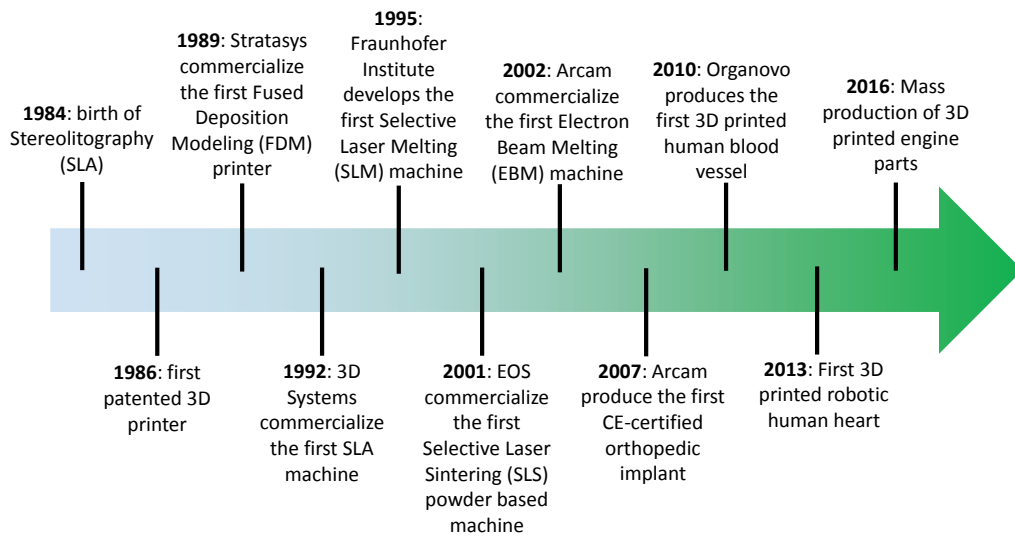 1984: birth of
Stereolitography
(SLA)
1986: first
patented 3D
printer
1989: Stratasys
commercialize
the first Fused
Deposition
Modeling (FDM)
printer
1992: 3D
Systems
commercialize
the first SLA
machine
1995:
Fraunhofer
Institute
develops the
first Selective
Laser Melting
(SLM) machine
2001: EOS
commercialize
the first
Selective Laser
Sintering (SLS)
powder based
machine
2002: Arcam
commercialize
the first Electron
Beam Melting
(EBM) machine
2007: Arcam
produce the first
CE-certified
orthopedic
implant
2010: Organovo
produces the
first 3D printed
human blood
vessel
2013: First 3D
printed robotic
human heart
2016: Mass
production of 3D
printed engine
parts